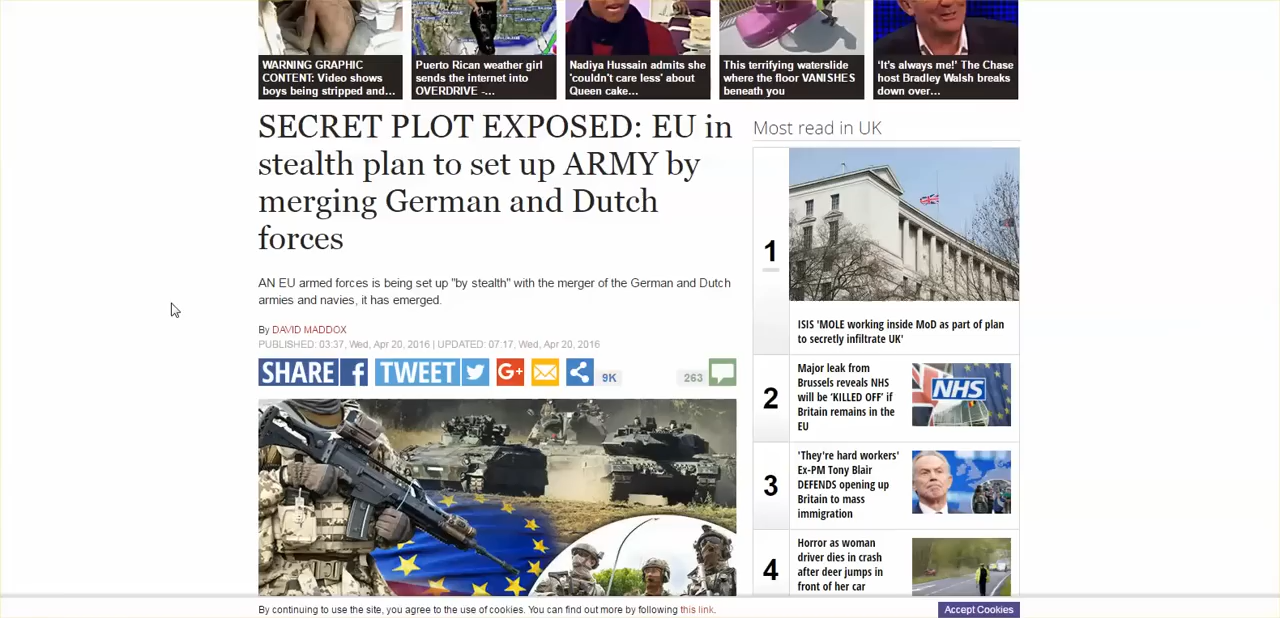 WARNING GRAPHIC
CONTENT: Video shows
boys being stripped and...
Puerto Rican weather girl
sends the internet into
OVERDRIVE -...
Nadiya Hussain admits she
'couldn't care less' about
Queen cake...
This terrifying waterslide
where the floor VANISHES
beneath you
'It's always me!' The Chase
host Bradley Walsh breaks
down over...
SECRET PLOT EXPOSED: EU in
stealth plan to set up ARMY by
merging German and Dutch
forces
AN EU armed forces is being set up "by stealth" with the merger of the German and Dutch
armies and navies, it has emerged.
By DAVID MADDOX
PUBLISHED: 03:37, Wed, Apr 20, 2016 | UPDATED: 07:17, Wed, Apr 20, 2016
SHARE f TWEET G+ 9K 263
Most read in UK
1
ISIS 'MOLE working inside MoD as part of plan
to secretly infiltrate UK'
2
Major leak from
Brussels reveals NHS
will be 'KILLED OFF' if
Britain remains in the
EU
NHS
3
'They're hard workers'
Ex-PM Tony Blair
DEFENDS opening up
Britain to mass
immigration
4
Horror as woman
driver dies in crash
after deer jumps in
front of her car
By continuing to use the site, you agree to the use of cookies. You can find out more by following this link.
Accept Cookies